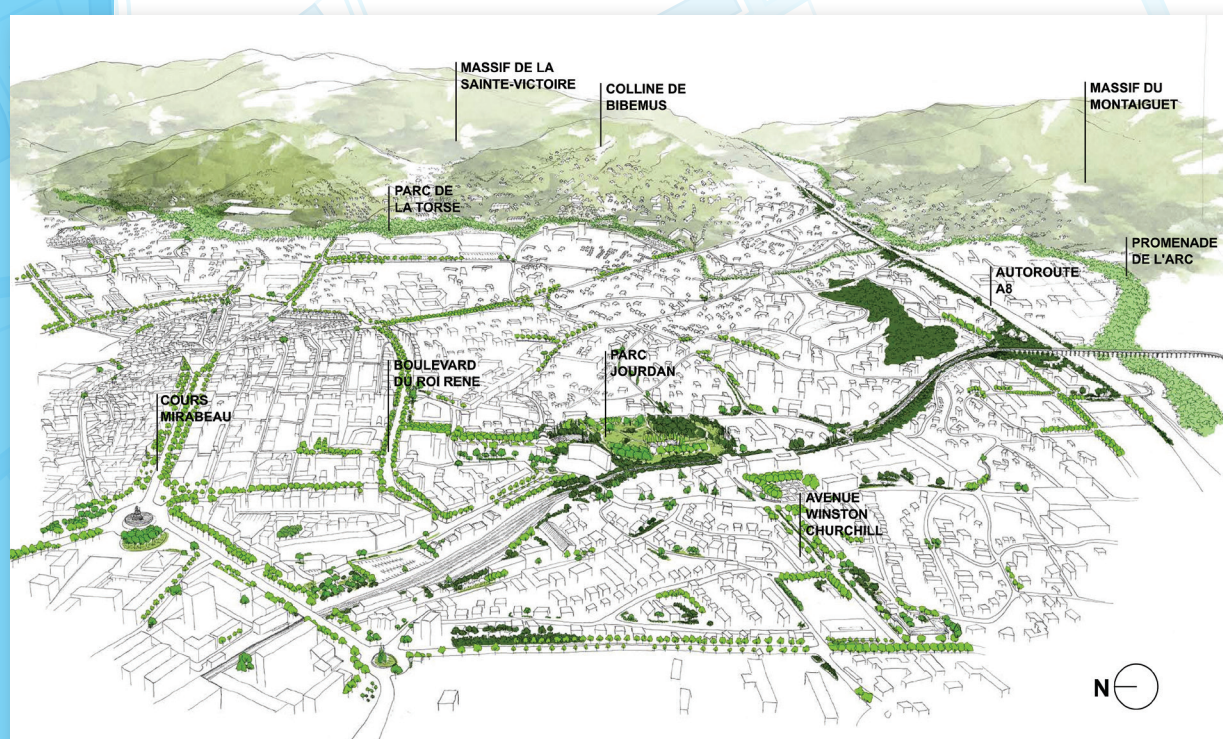 MASSIF DE LA
SAINTE-VICTOIRE
COLLINE DE
BIBEMUS
MASSIF DU
MONTAIGUET
PARC DE
LA TORSE
PROMENADE
DE L'ARC
AUTOROUTE
A8
BOULEVARD
DU ROI RENE
PARC
JOURDAN
COURS
MIRABEAU
AVENUE
WINSTON
CHURCHILL
N